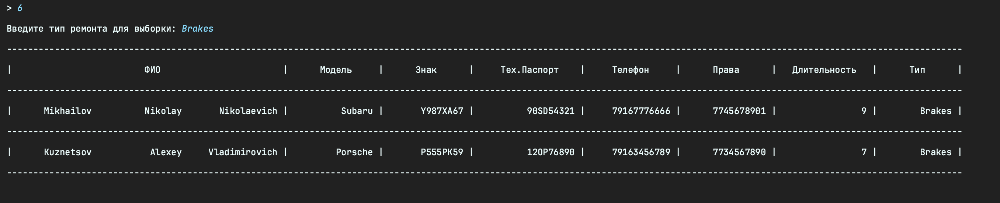 > 6
Введите тип ремонта для выборки: Brakes
------------------------------------------------------------------------------------------------------------------------------------------------------------------------------------
| ФИО | Модель | Знак | Тех.Паспорт | Телефон | Права | Длительность | Тип |
------------------------------------------------------------------------------------------------------------------------------------------------------------------------------------
| Mikhailov Nikolay Nikolaevich | Subaru | Y987XA67 | 90SD54321 | 79167776666 | 7745678901 | 9 | Brakes |
------------------------------------------------------------------------------------------------------------------------------------------------------------------------------------
| Kuznetsov Alexey Vladimirovich | Porsche | P555PK59 | 12OP76890 | 79163456789 | 7734567890 | 7 | Brakes |
------------------------------------------------------------------------------------------------------------------------------------------------------------------------------------